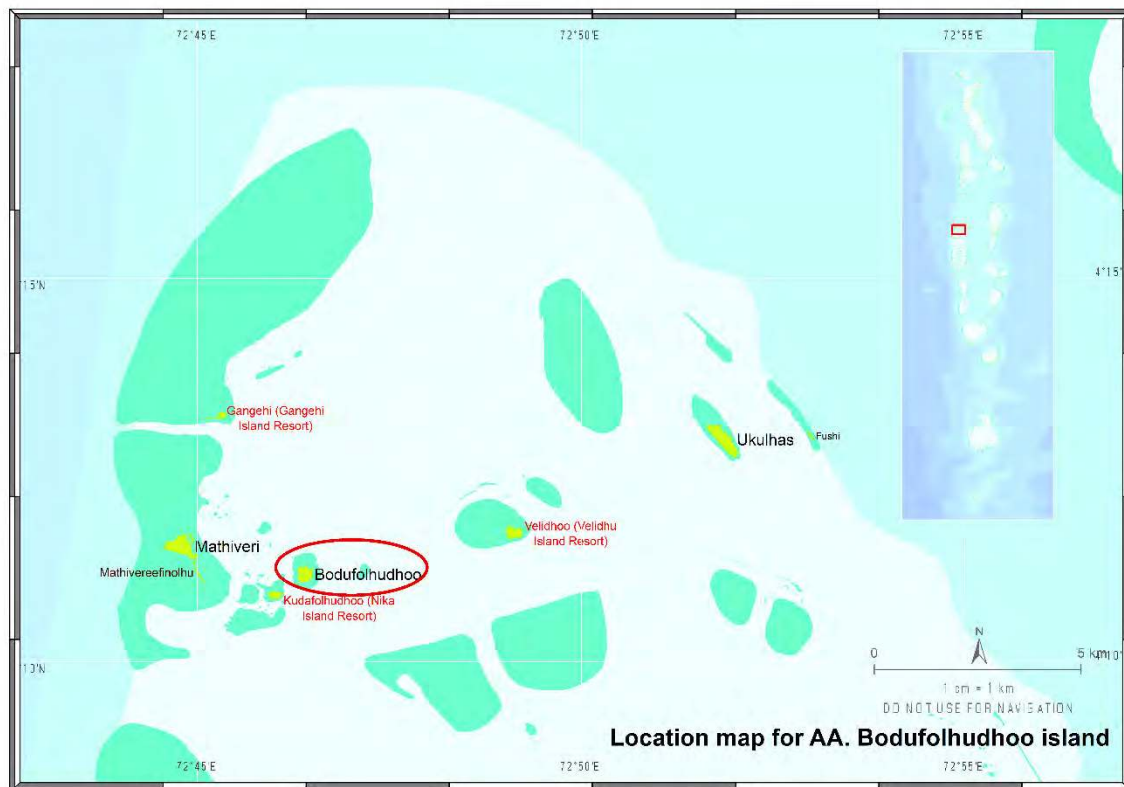 72°45'E
72°50'E
72°55'E
15'N
4°15'
Gangehi (Gangehi
Island Resort)
Ukulhas
Fushi
Velidhoo (Velidhu
Island Resort)
Mathiveri
Mathivereefinolhu
Bodufolhudhoo
Kudafolhudhoo (Nika
Island Resort)
N
0
5 km
10'N
4°10'
1 cm = 1 km
DO NOT USE FOR NAVIGATION
Location map for AA. Bodufolhudhoo island
72°45'E
72°50'E
72°55'E